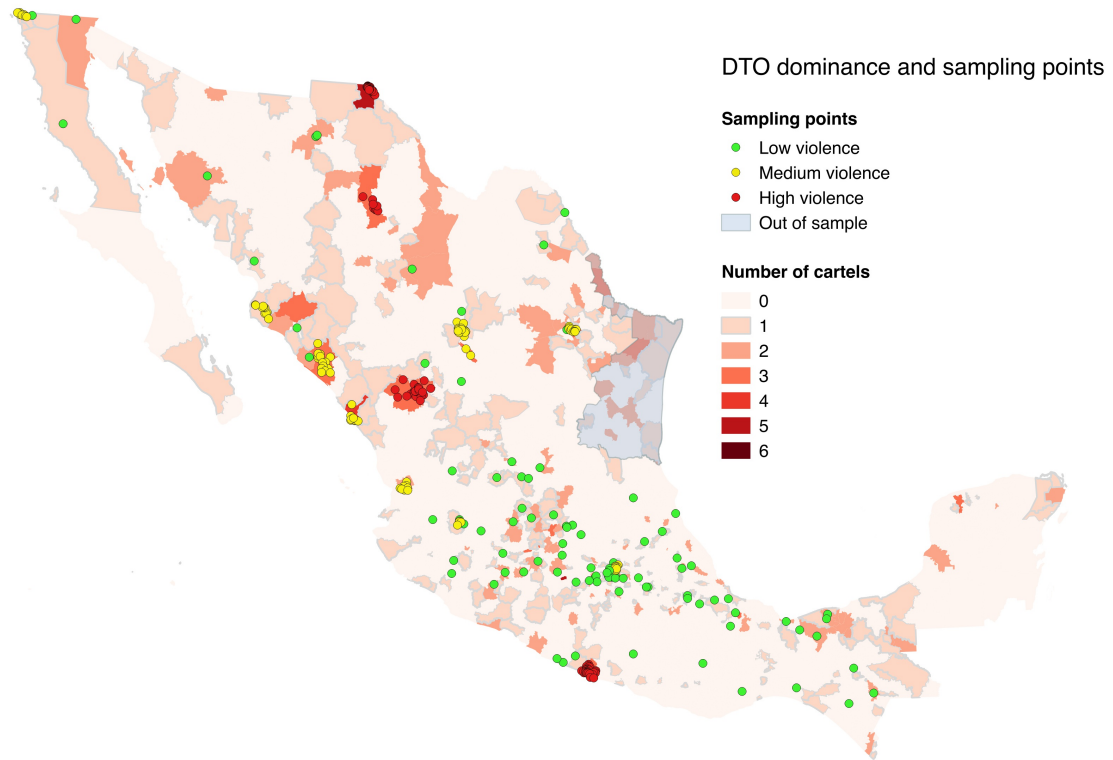 DTO dominance and sampling points
Sampling points
Low violence
Medium violence
High violence
Out of sample
Number of cartels
0
1
2
3
4
5
6